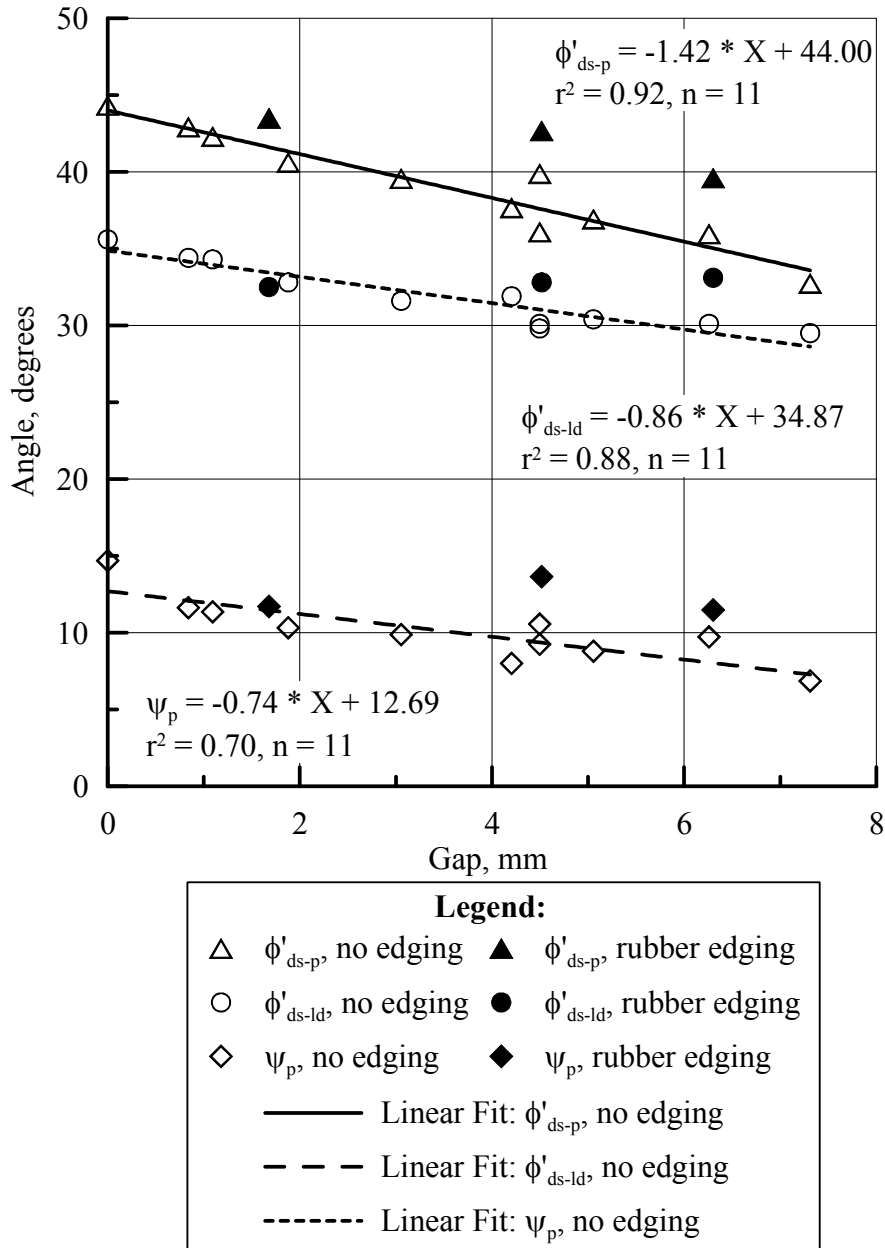 50
40
30
20
10
0
Angle, degrees
ϕ'ds-p = -1.42 * X + 44.00
r² = 0.92, n = 11
ϕ'ds-ld = -0.86 * X + 34.87
r² = 0.88, n = 11
ψp = -0.74 * X + 12.69
r² = 0.70, n = 11
0 2 4 6 8
Gap, mm
Legend:
ϕ'ds-p, no edging ϕ'ds-p, rubber edging
ϕ'ds-ld, no edging ϕ'ds-ld, rubber edging
ψp, no edging ψp, rubber edging
Linear Fit: ϕ'ds-p, no edging
Linear Fit: ϕ'ds-ld, no edging
Linear Fit: ψp, no edging